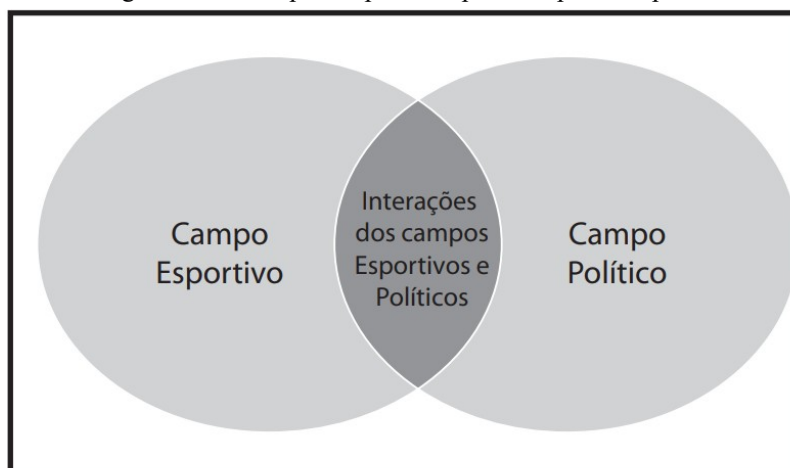 Campo
Esportivo
Interações
dos campos
Esportivos e
Políticos
Campo
Político